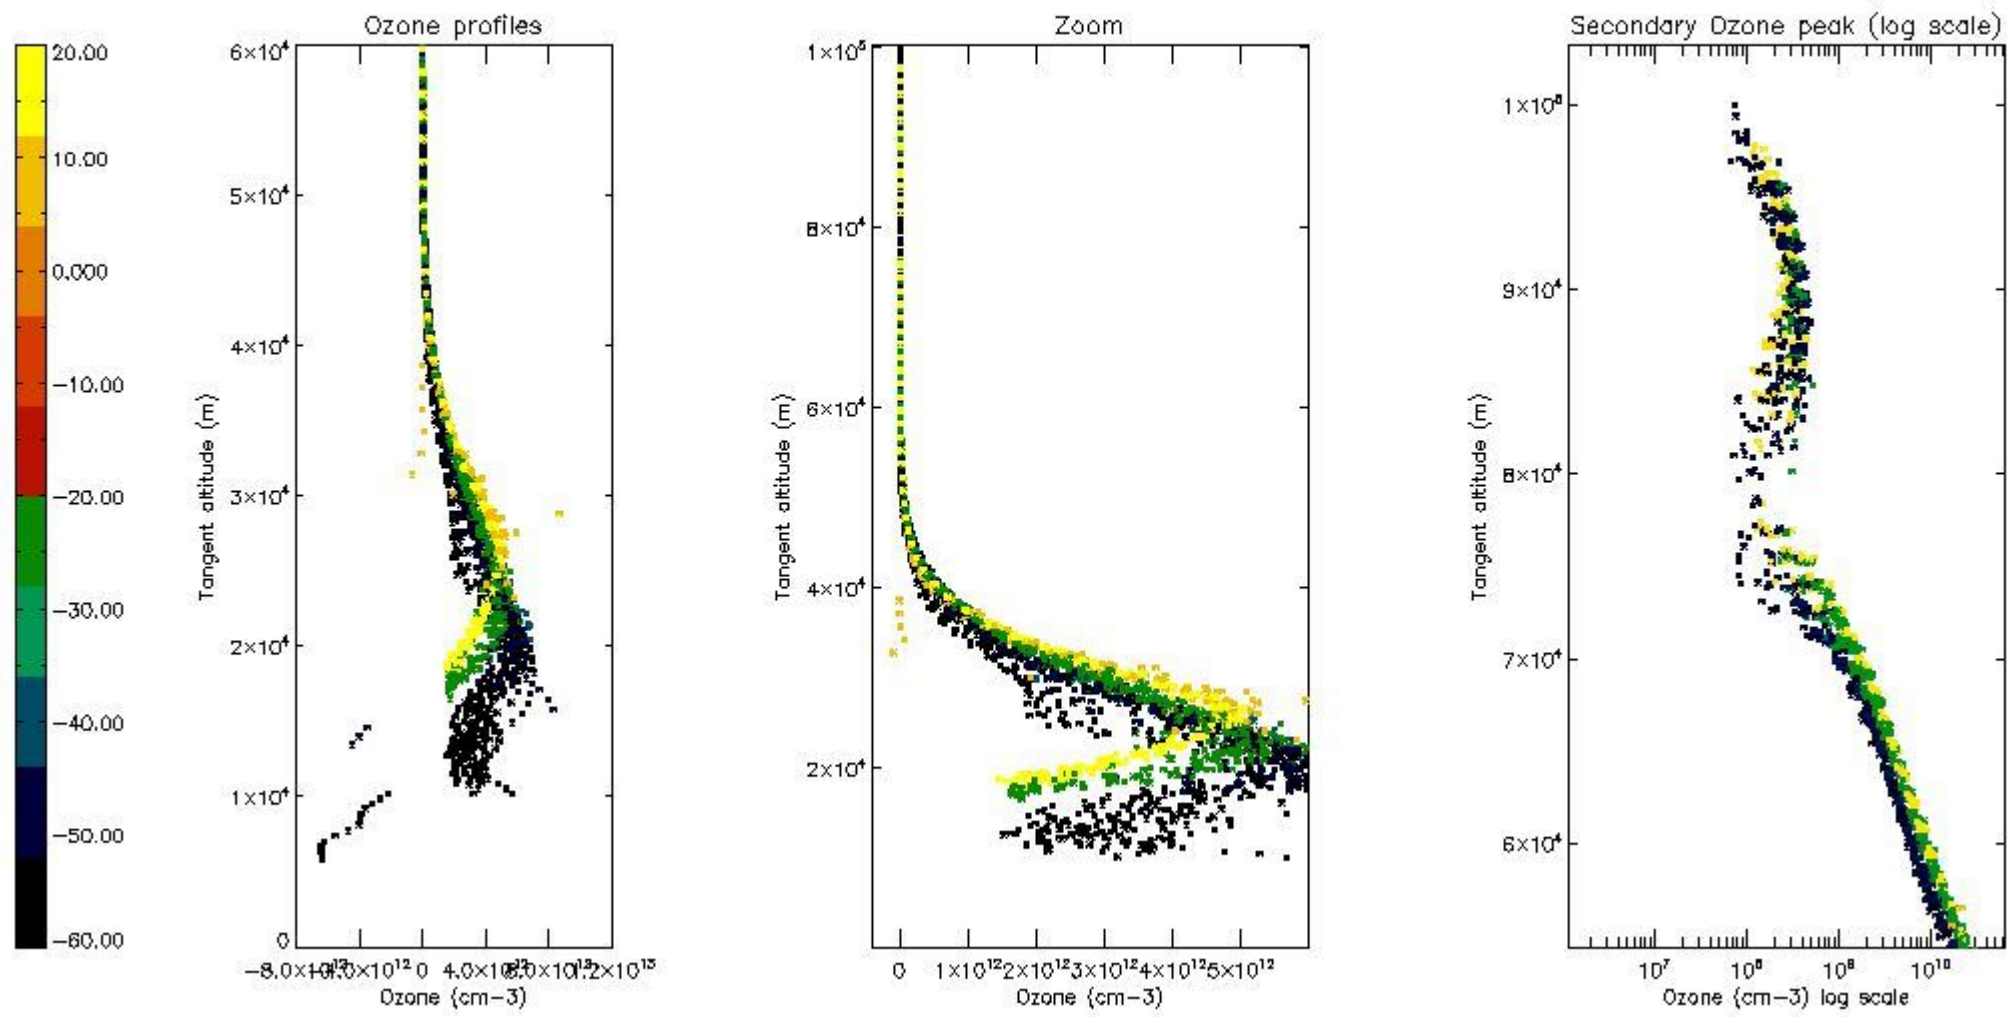 Ozone profiles
Zoom
Secondary Ozone peak (log scale)
20.00
10.00
0.000
−10.00
−20.00
−30.00
−40.00
−50.00
−60.00
Tangent altitude (m)
6×10⁴
5×10⁴
4×10⁴
3×10⁴
2×10⁴
1×10⁴
0
0
Ozone (cm−3)
Tangent altitude (m)
1×10⁵
8×10⁴
6×10⁴
4×10⁴
2×10⁴
0 1×10¹² 2×10¹² 3×10¹² 4×10¹² 5×10¹²
Ozone (cm−3)
Tangent altitude (m)
9×10⁴
8×10⁴
7×10⁴
6×10⁴
10⁷ 10⁸ 10⁹ 10¹⁰
Ozone (cm−3) log scale